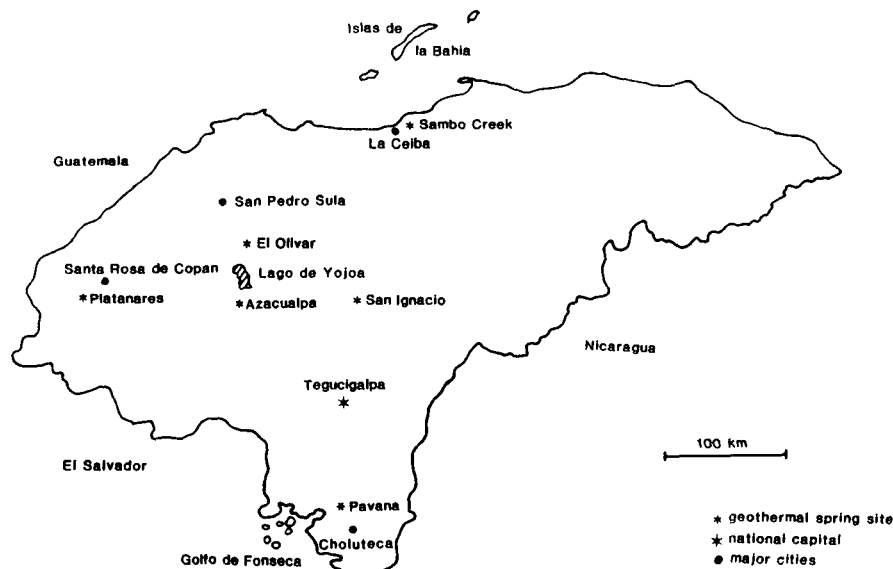 Islas de
la Bahia
Sambo Creek
La Ceiba
Guatemala
San Pedro Sula
El Olivar
Santa Rosa de Copan
Lago de Yojoa
Platanares
Azacualpa
San Ignacio
Nicaragua
Tegucigalpa
100 km
El Salvador
Pavana
Choluteca
Golfo de Fonseca
* geothermal spring site
★ national capital
● major cities